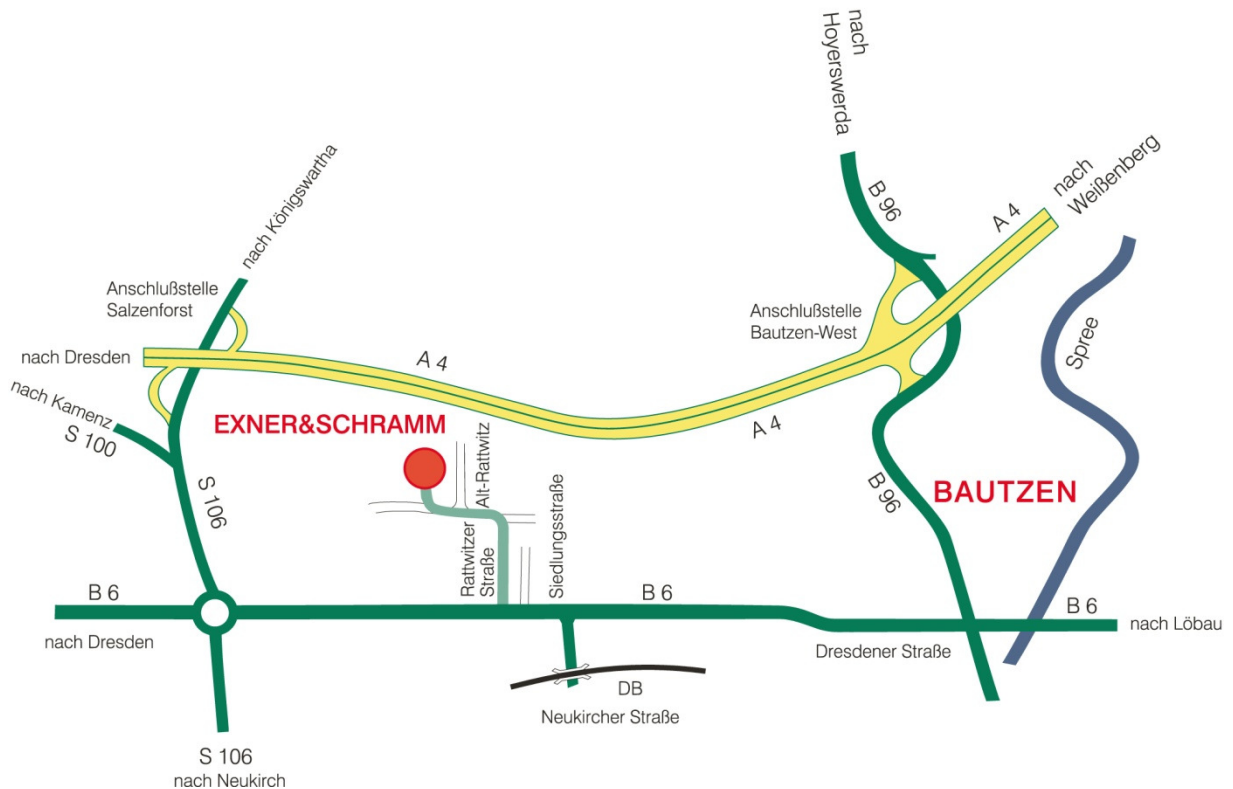 nach
Hoyerswerda
B 96
A 4
nach
Weißenberg
nach Königswartha
Anschlußstelle
Salzenforst
Anschlußstelle
Bautzen-West
Spree
nach Dresden
A 4
nach Kamenz
S 100
EXNER&SCHRAMM
A 4
Alt-Rattwitz
B 96
BAUTZEN
S 106
Rattwitzer
Straße
Siedlungsstraße
B 6
B 6
B 6
nach Dresden
nach Löbau
Dresdener Straße
DB
Neukircher Straße
S 106
nach Neukirch